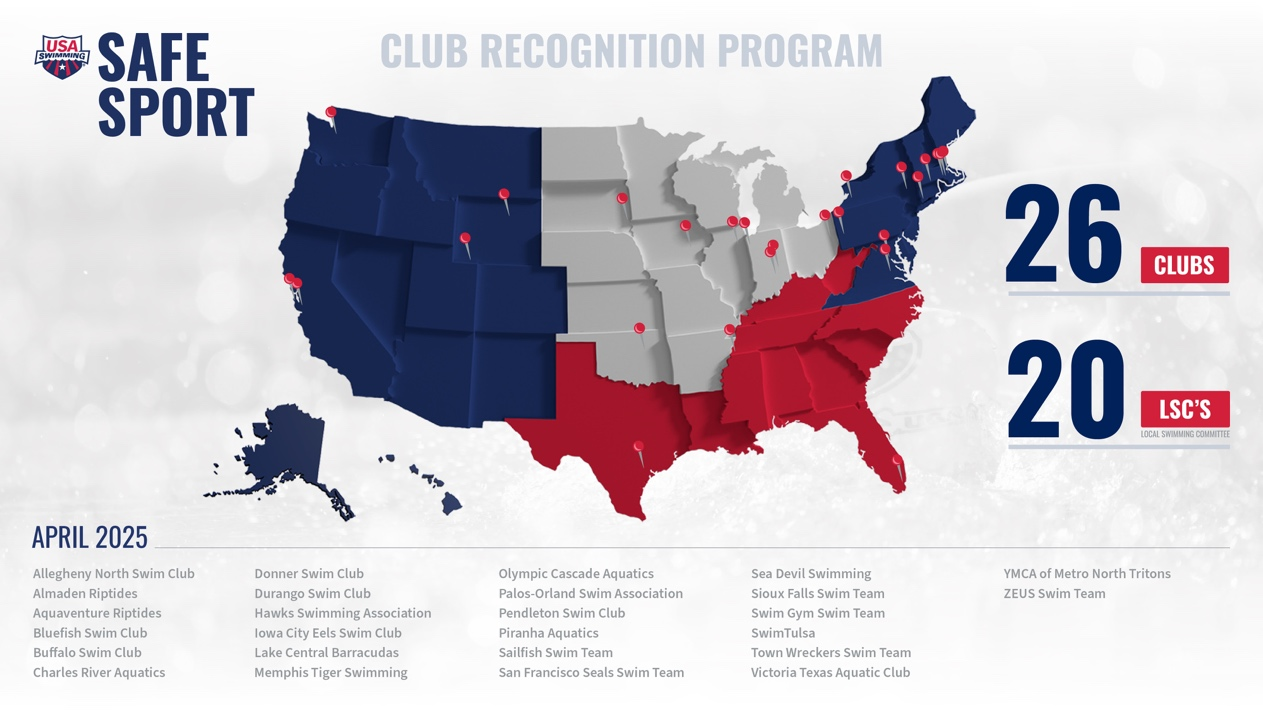 USA
SWIMMING
SAFE
SPORT
CLUB RECOGNITION PROGRAM
26
CLUBS
20
LSC'S
LOCAL SWIMMING COMMITTEE
APRIL 2025
Allegheny North Swim Club
Almaden Riptides
Aquaventure Riptides
Bluefish Swim Club
Buffalo Swim Club
Charles River Aquatics
Donner Swim Club
Durango Swim Club
Hawks Swimming Association
Iowa City Eels Swim Club
Lake Central Barracudas
Memphis Tiger Swimming
Olympic Cascade Aquatics
Palos-Orland Swim Association
Pendleton Swim Club
Piranha Aquatics
Sailfish Swim Team
San Francisco Seals Swim Team
Sea Devil Swimming
Sioux Falls Swim Team
Swim Gym Swim Team
SwimTulsa
Town Wreckers Swim Team
Victoria Texas Aquatic Club
YMCA of Metro North Tritons
ZEUS Swim Team